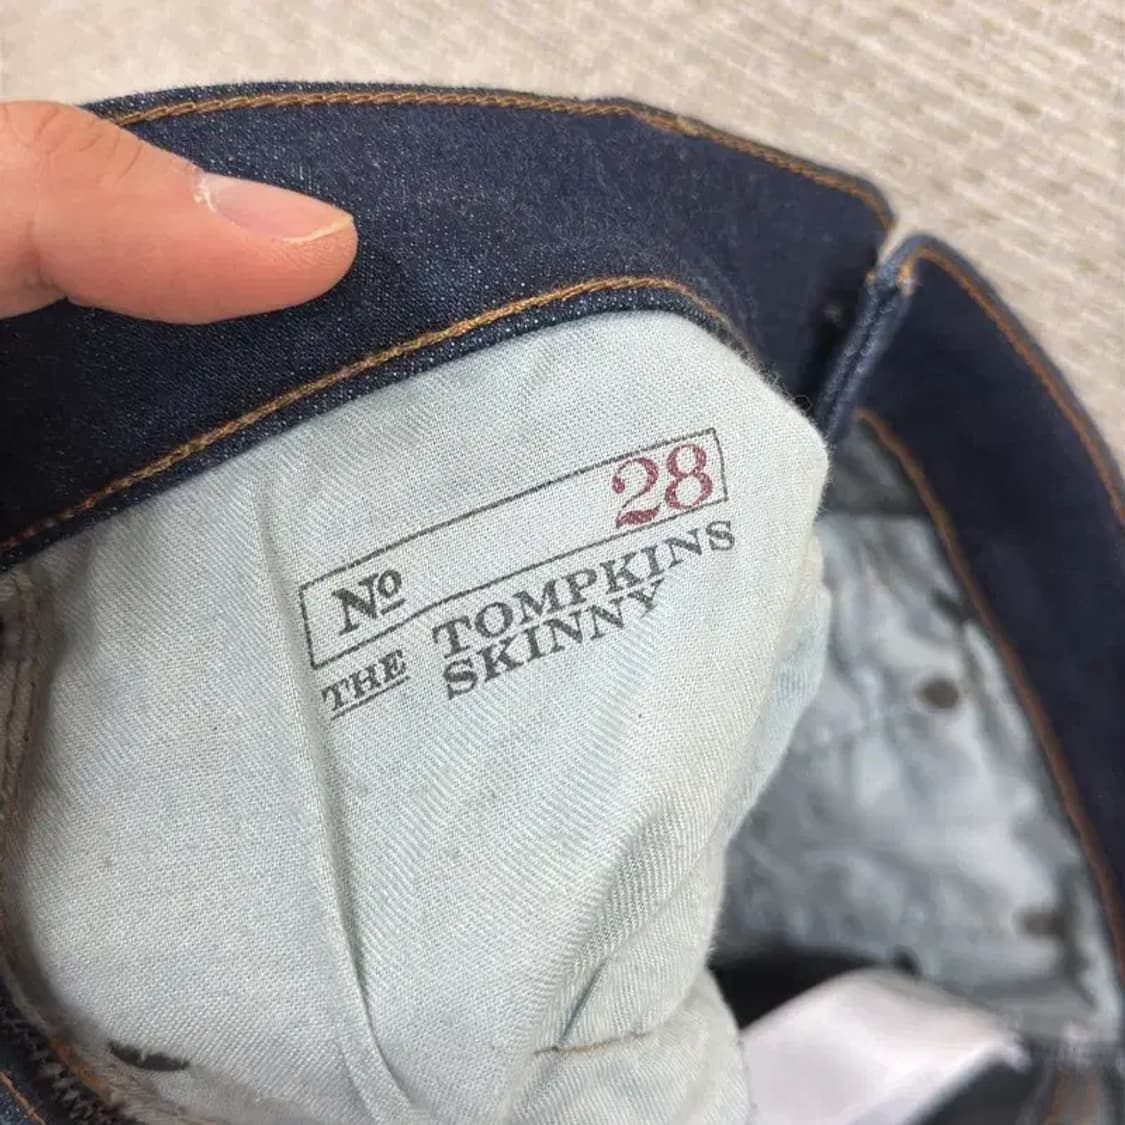 Nº 28
THE TOMPKINS
SKINNY